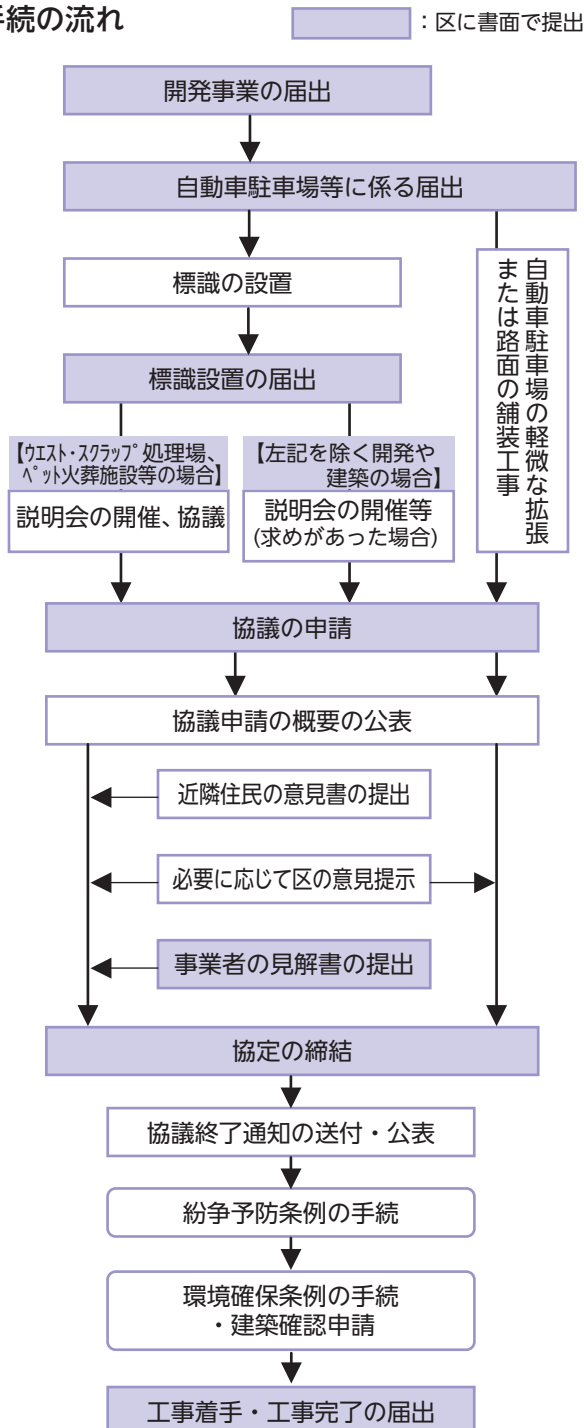 手続の流れ
：区に書面で提出
開発事業の届出
自動車駐車場等に係る届出
標識の設置
標識設置の届出
自動車駐車場の軽微な拡張
または路面の舗装工事
【ｳｴｽﾄ・ｽｸﾗｯﾌﾟ処理場、
ﾍﾟｯﾄ火葬施設等の場合】
説明会の開催、協議
【左記を除く開発や
建築の場合】
説明会の開催等
(求めがあった場合)
協議の申請
協議申請の概要の公表
近隣住民の意見書の提出
必要に応じて区の意見提示
事業者の見解書の提出
協定の締結
協議終了通知の送付・公表
紛争予防条例の手続
環境確保条例の手続
・建築確認申請
工事着手・工事完了の届出